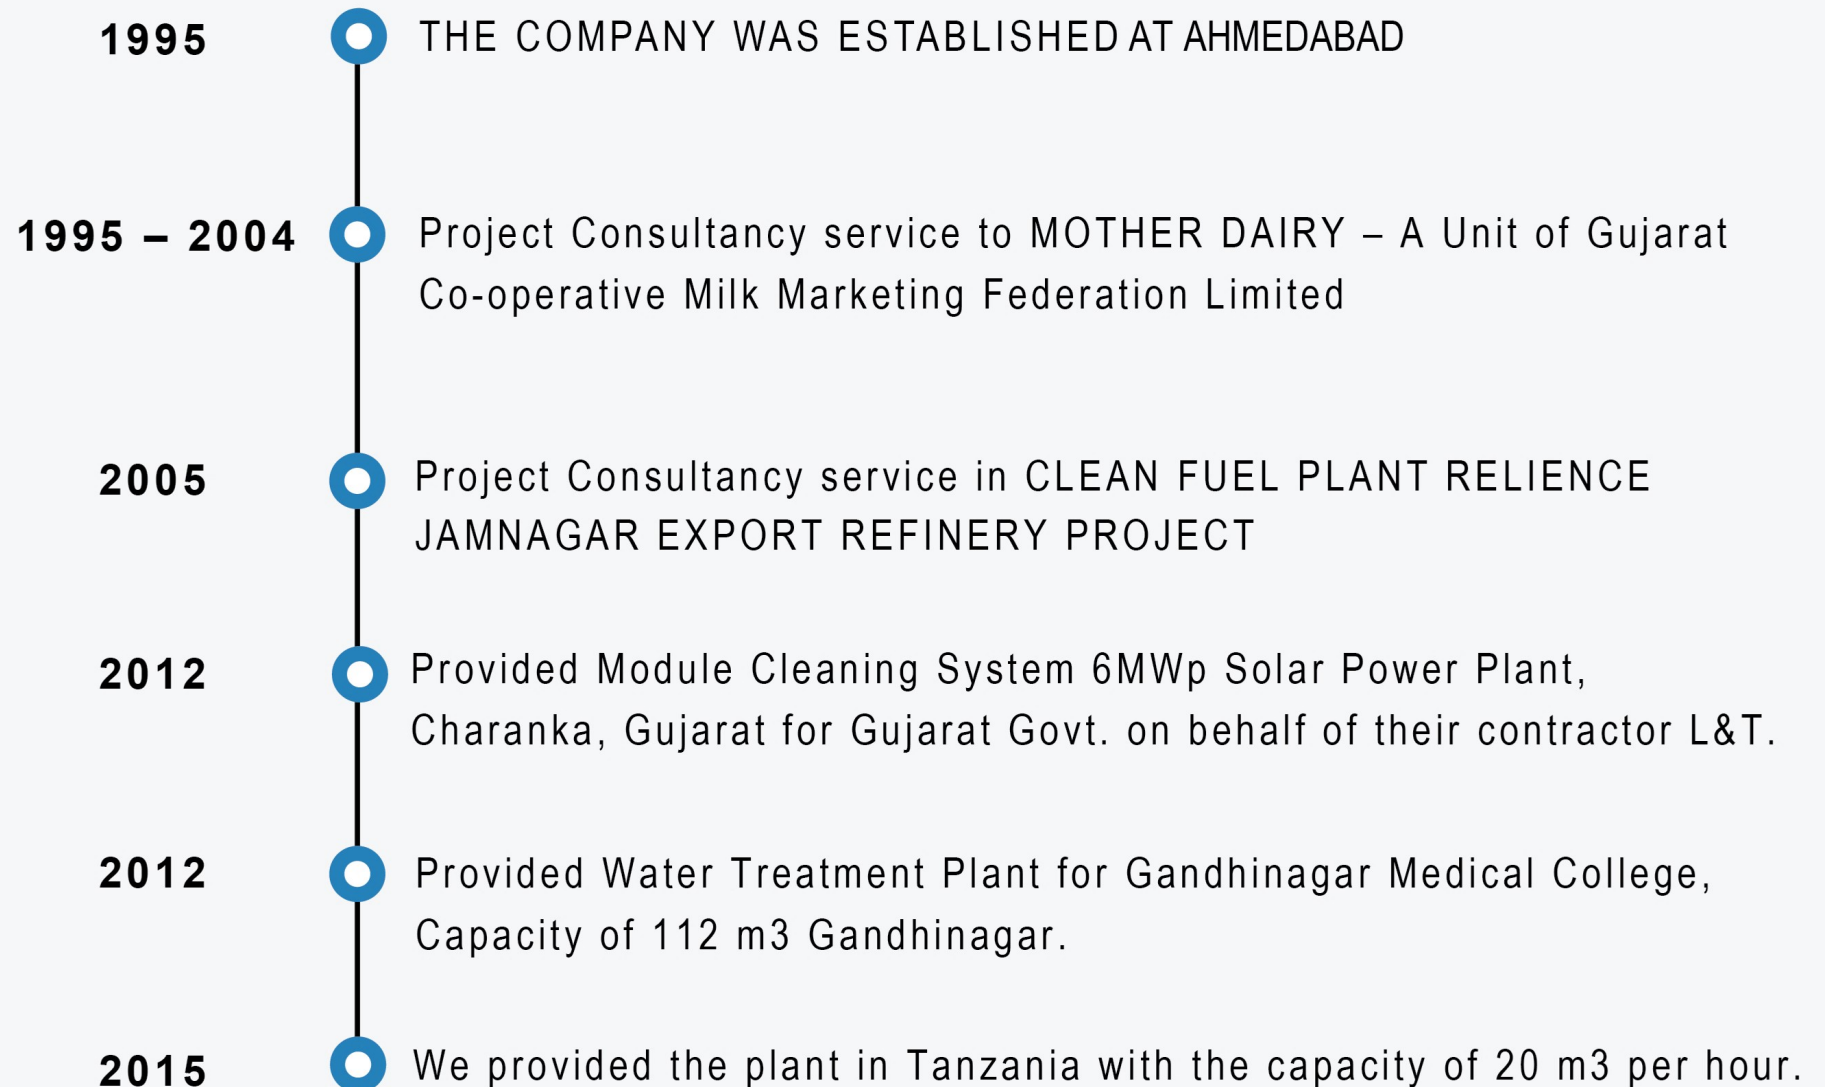 1995 THE COMPANY WAS ESTABLISHED AT AHMEDABAD
1995 – 2004 Project Consultancy service to MOTHER DAIRY – A Unit of Gujarat
Co-operative Milk Marketing Federation Limited
2005 Project Consultancy service in CLEAN FUEL PLANT RELIENCE
JAMNAGAR EXPORT REFINERY PROJECT
2012 Provided Module Cleaning System 6MWp Solar Power Plant,
Charanka, Gujarat for Gujarat Govt. on behalf of their contractor L&T.
2012 Provided Water Treatment Plant for Gandhinagar Medical College,
Capacity of 112 m3 Gandhinagar.
2015 We provided the plant in Tanzania with the capacity of 20 m3 per hour.